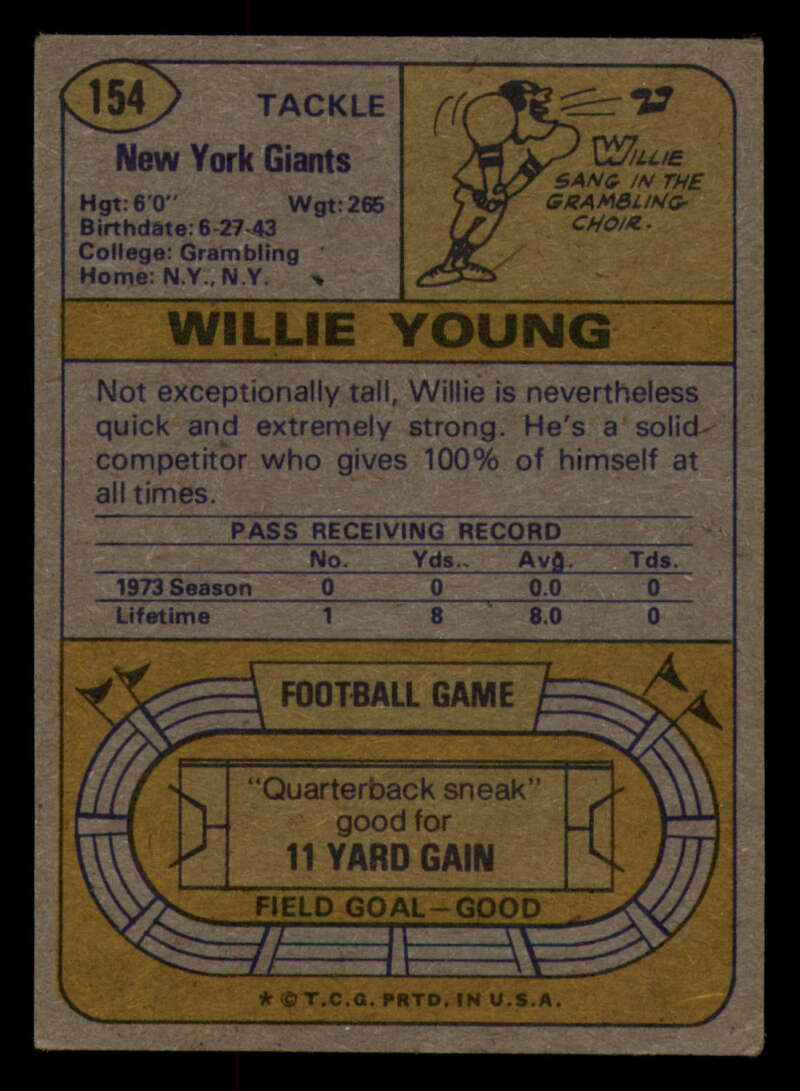 154
TACKLE
New York Giants
Hgt: 6'0" Wgt: 265
Birthdate: 6-27-43
College: Grambling
Home: N.Y., N.Y.
WILLIE
SANG IN THE
GRAMBLING
CHOIR.
WILLIE YOUNG
Not exceptionally tall, Willie is nevertheless
quick and extremely strong. He's a solid
competitor who gives 100% of himself at
all times.
PASS RECEIVING RECORD
No. Yds.. Avg. Tds.
1973 Season 0 0 0.0 0
Lifetime 1 8 8.0 0
FOOTBALL GAME
"Quarterback sneak"
good for
11 YARD GAIN
FIELD GOAL—GOOD
* © T.C.G. PRTD. IN U.S.A.